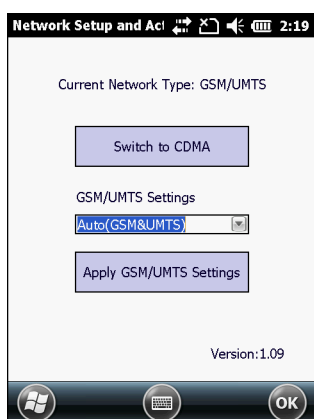 Network Setup and Act 2:19
Current Network Type: GSM/UMTS
Switch to CDMA
GSM/UMTS Settings
Auto(GSM&UMTS)
Apply GSM/UMTS Settings
Version:1.09
OK